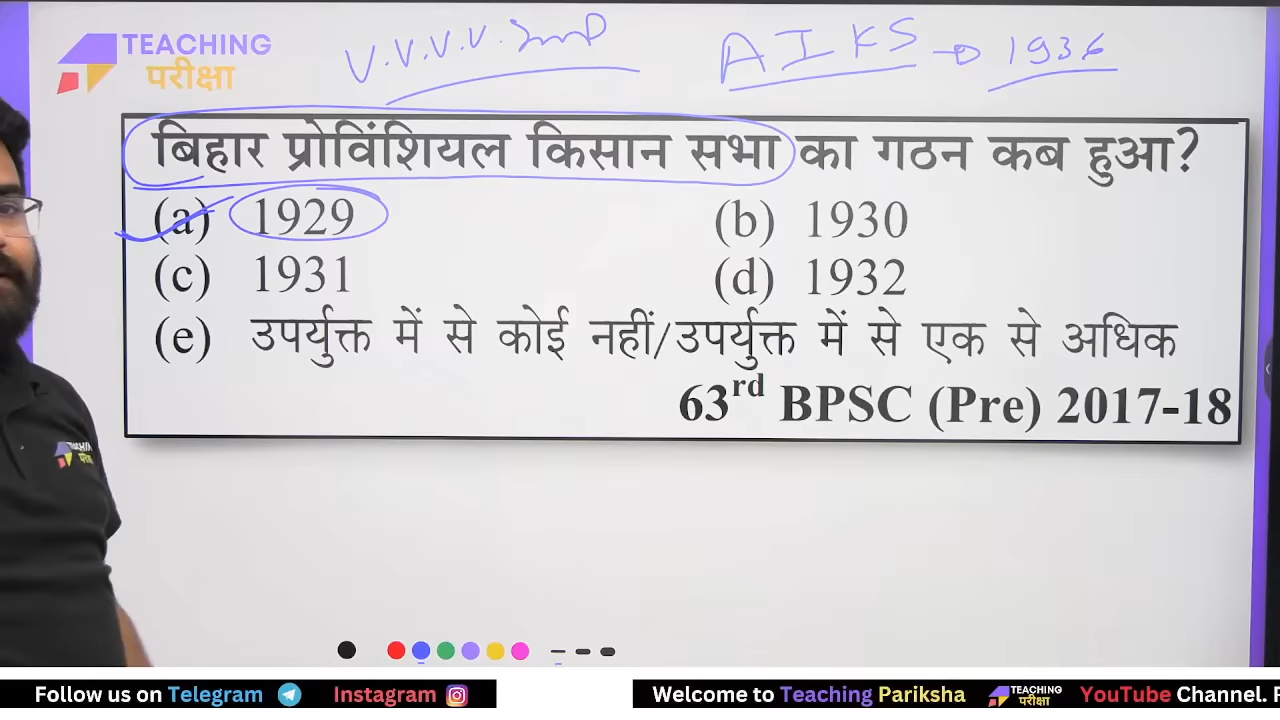 TEACHING
परीक्षा
V.V.V.V. Imp
AIKS → 1936
बिहार प्रोविंशियल किसान सभा का गठन कब हुआ?
(a) 1929 (b) 1930
(c) 1931 (d) 1932
(e) उपर्युक्त में से कोई नहीं/उपर्युक्त में से एक से अधिक
63rd BPSC (Pre) 2017-18
Follow us on Telegram Instagram Welcome to Teaching Pariksha TEACHING परीक्षा YouTube Channel. F